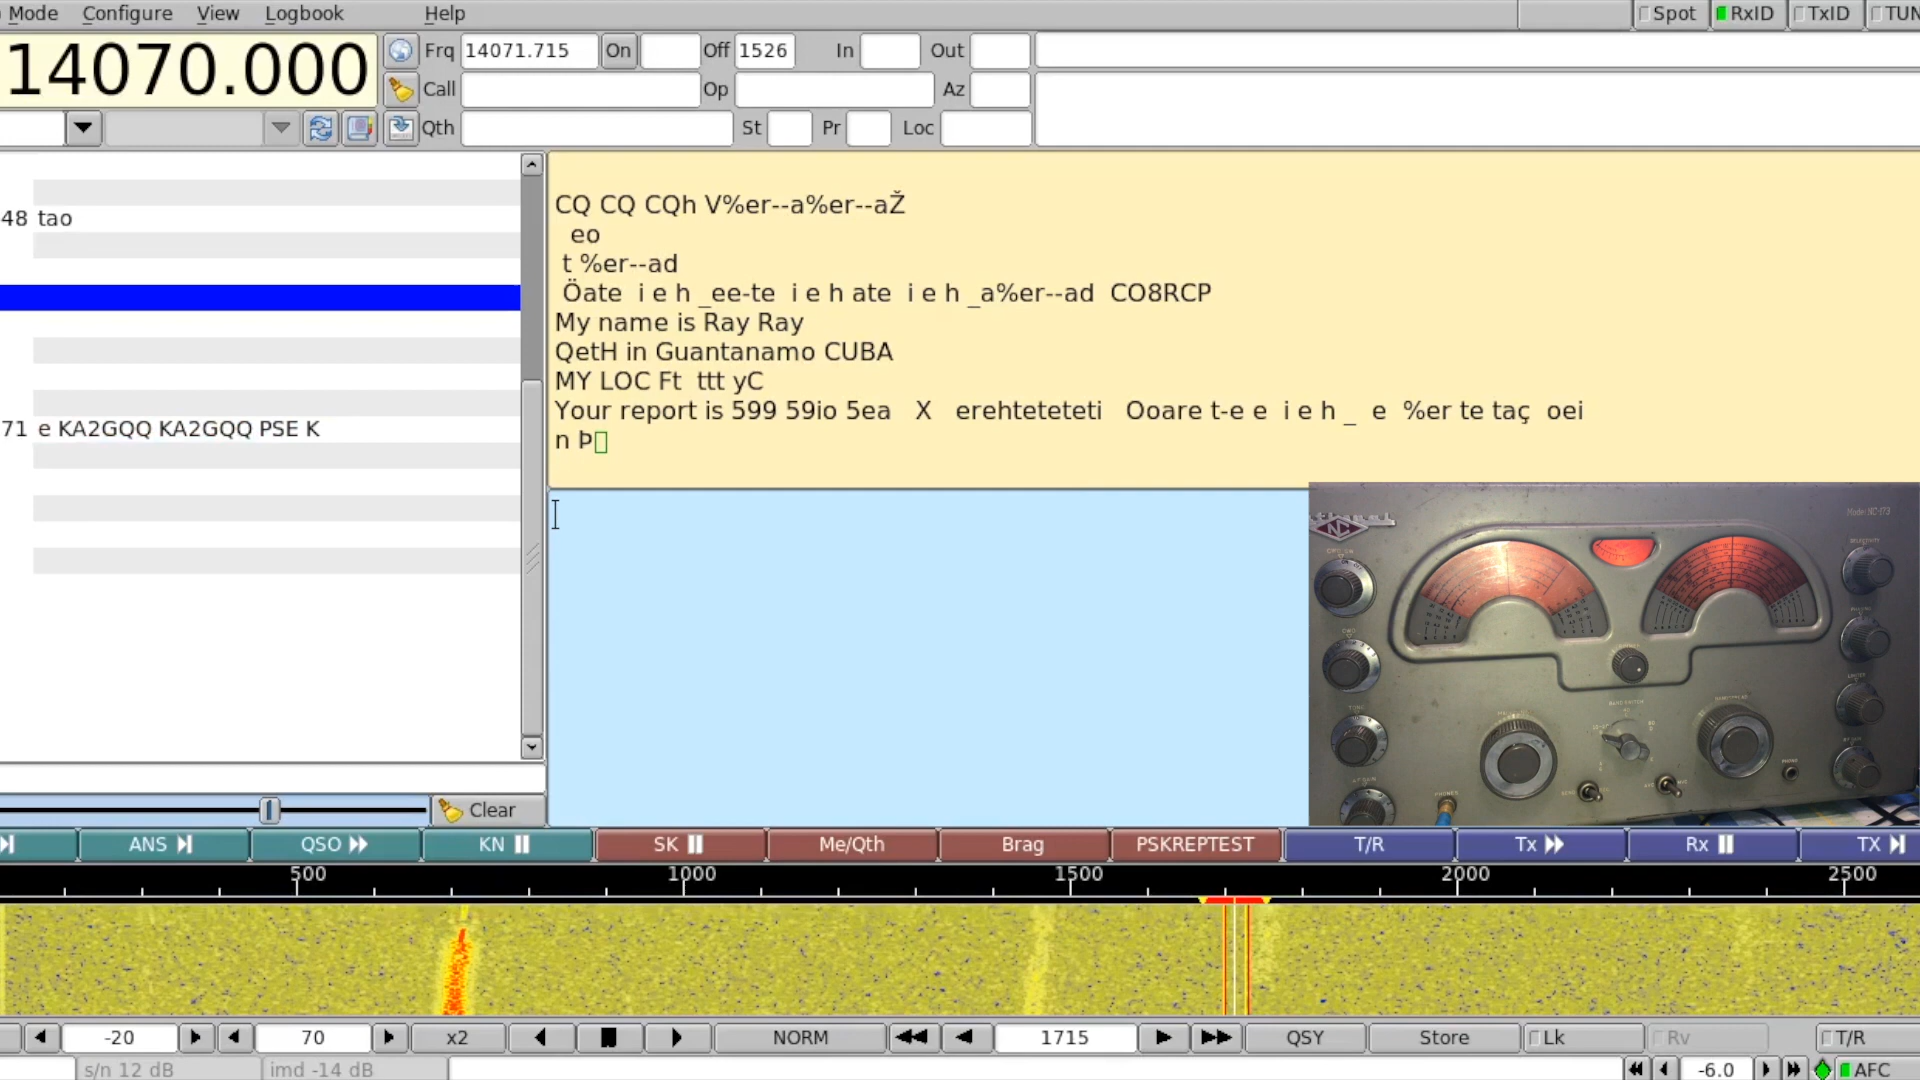 Mode Configure View Logbook Help Spot RxID TxID TUN
14070.000 Frq 14071.715 On Off 1526 In Out
Call Op Az
Qth St Pr Loc
48 tao
71 e KA2GQQ KA2GQQ PSE K
CQ CQ CQh V%er--a%er--aŽ
eo
t %er--ad
Öate i e h _ee-te i e h ate i e h _a%er--ad CO8RCP
My name is Ray Ray
QetH in Guantanamo CUBA
MY LOC Ft ttt yC
Your report is 599 59io 5ea X erehteteteti Ooare t-e e i e h _ e %er te taç oei
n Þ
NC
Model NC-173
Clear
ANS QSO KN SK Me/Qth Brag PSKREPTEST T/R Tx Rx TX
500 1000 1500 2000 2500
-20 70 x2 NORM 1715 QSY Store Lk Rv T/R
s/n 12 dB imd -14 dB -6.0 AFC